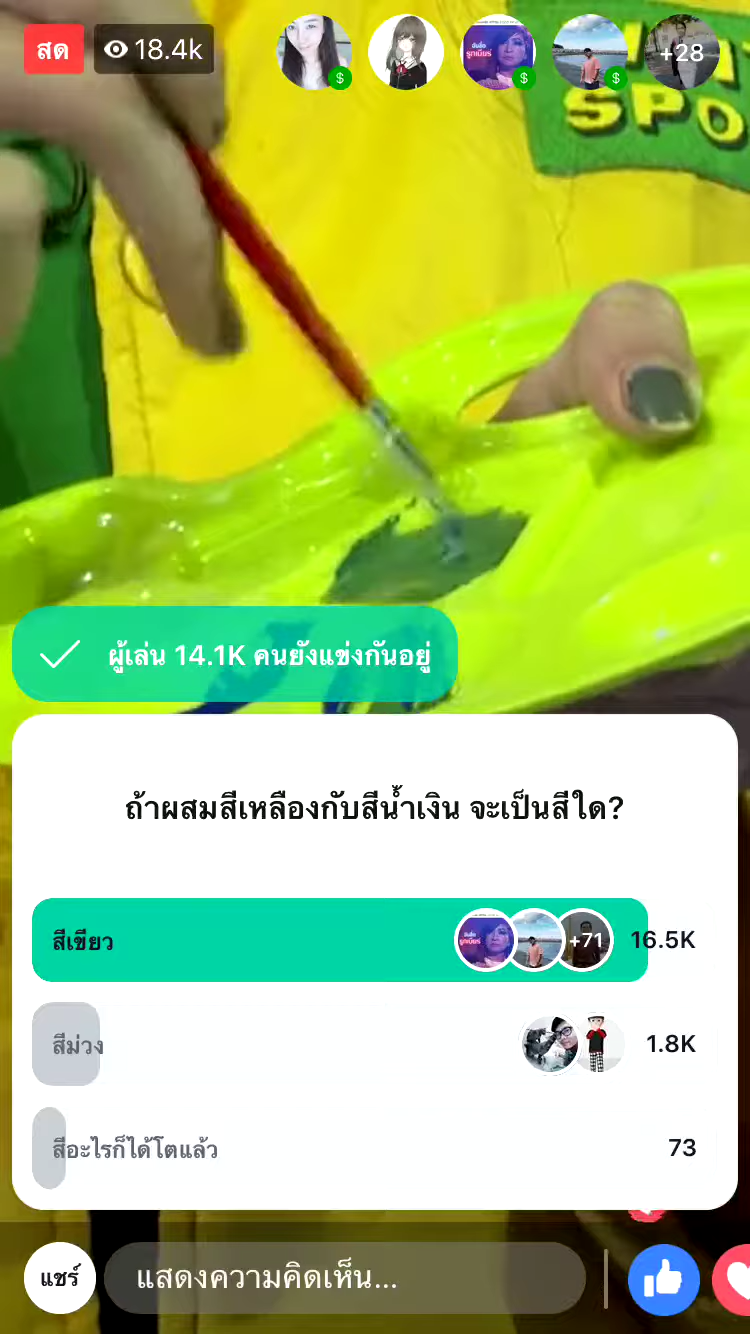 สด
18.4k
+28
SPO
ผู้เล่น 14.1K คนยังแข่งกันอยู่
ถ้าผสมสีเหลืองกับสีน้ำเงิน จะเป็นสีใด?
สีเขียว
+71
16.5K
สีม่วง
1.8K
สีอะไรก็ได้โตแล้ว
73
แชร์
แสดงความคิดเห็น...